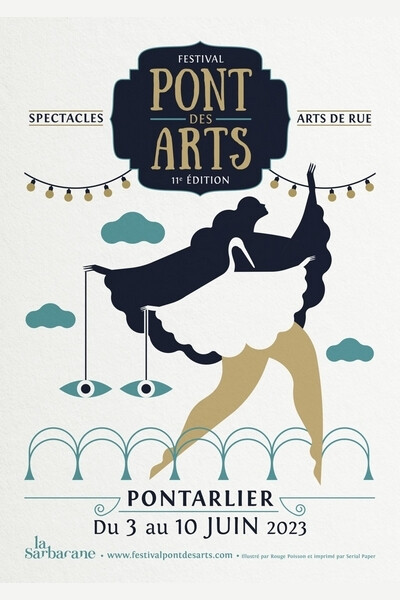 FESTIVAL
PONT
DES
ARTS
11e ÉDITION
SPECTACLES
ARTS DE RUE
PONTARLIER
Du 3 au 10 JUIN 2023
la Sarbacane • www.festivalpontdesarts.com • Illustré par Rouge Poisson et imprimé par Serial Paper